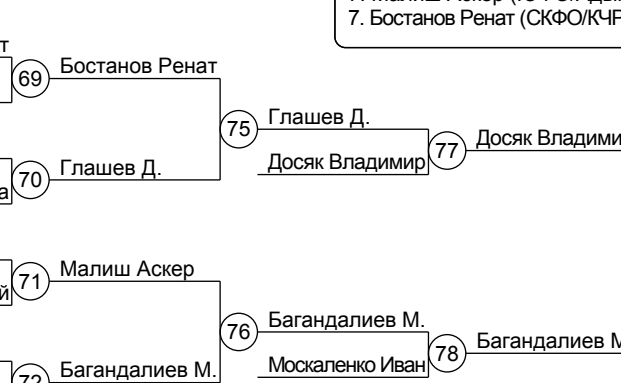 7. Бостанов Ренат (СКФО/КЧР
69
Бостанов Ренат
75
Глашев Д.
77
Досяк Владими
Досяк Владимир
70
Глашев Д.
71
Малиш Аскер
76
Багандалиев М.
78
Багандалиев М
Москаленко Иван
72
Багандалиев М.